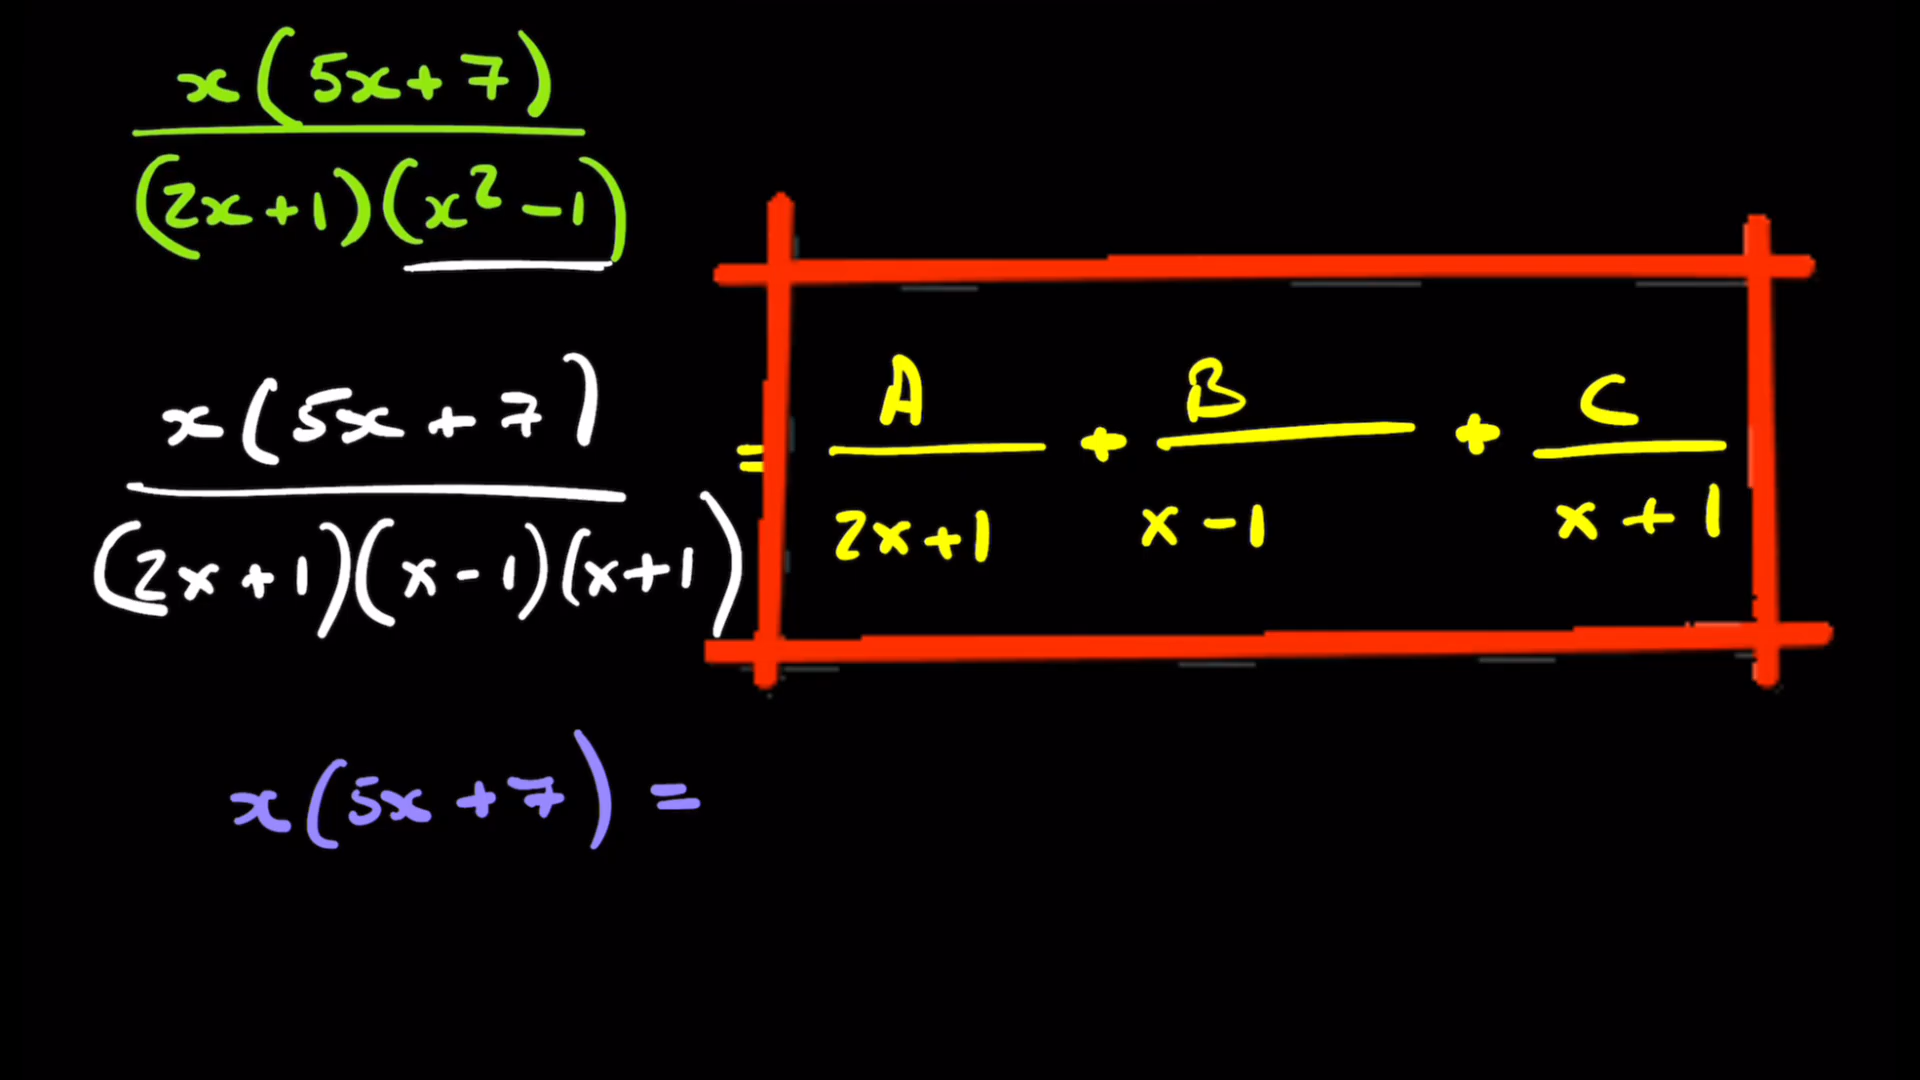 x(5x+7)
(2x+1)(x²-1)
x(5x+7) = A + B + C
(2x+1)(x-1)(x+1) 2x+1 x-1 x+1
x(5x+7) =